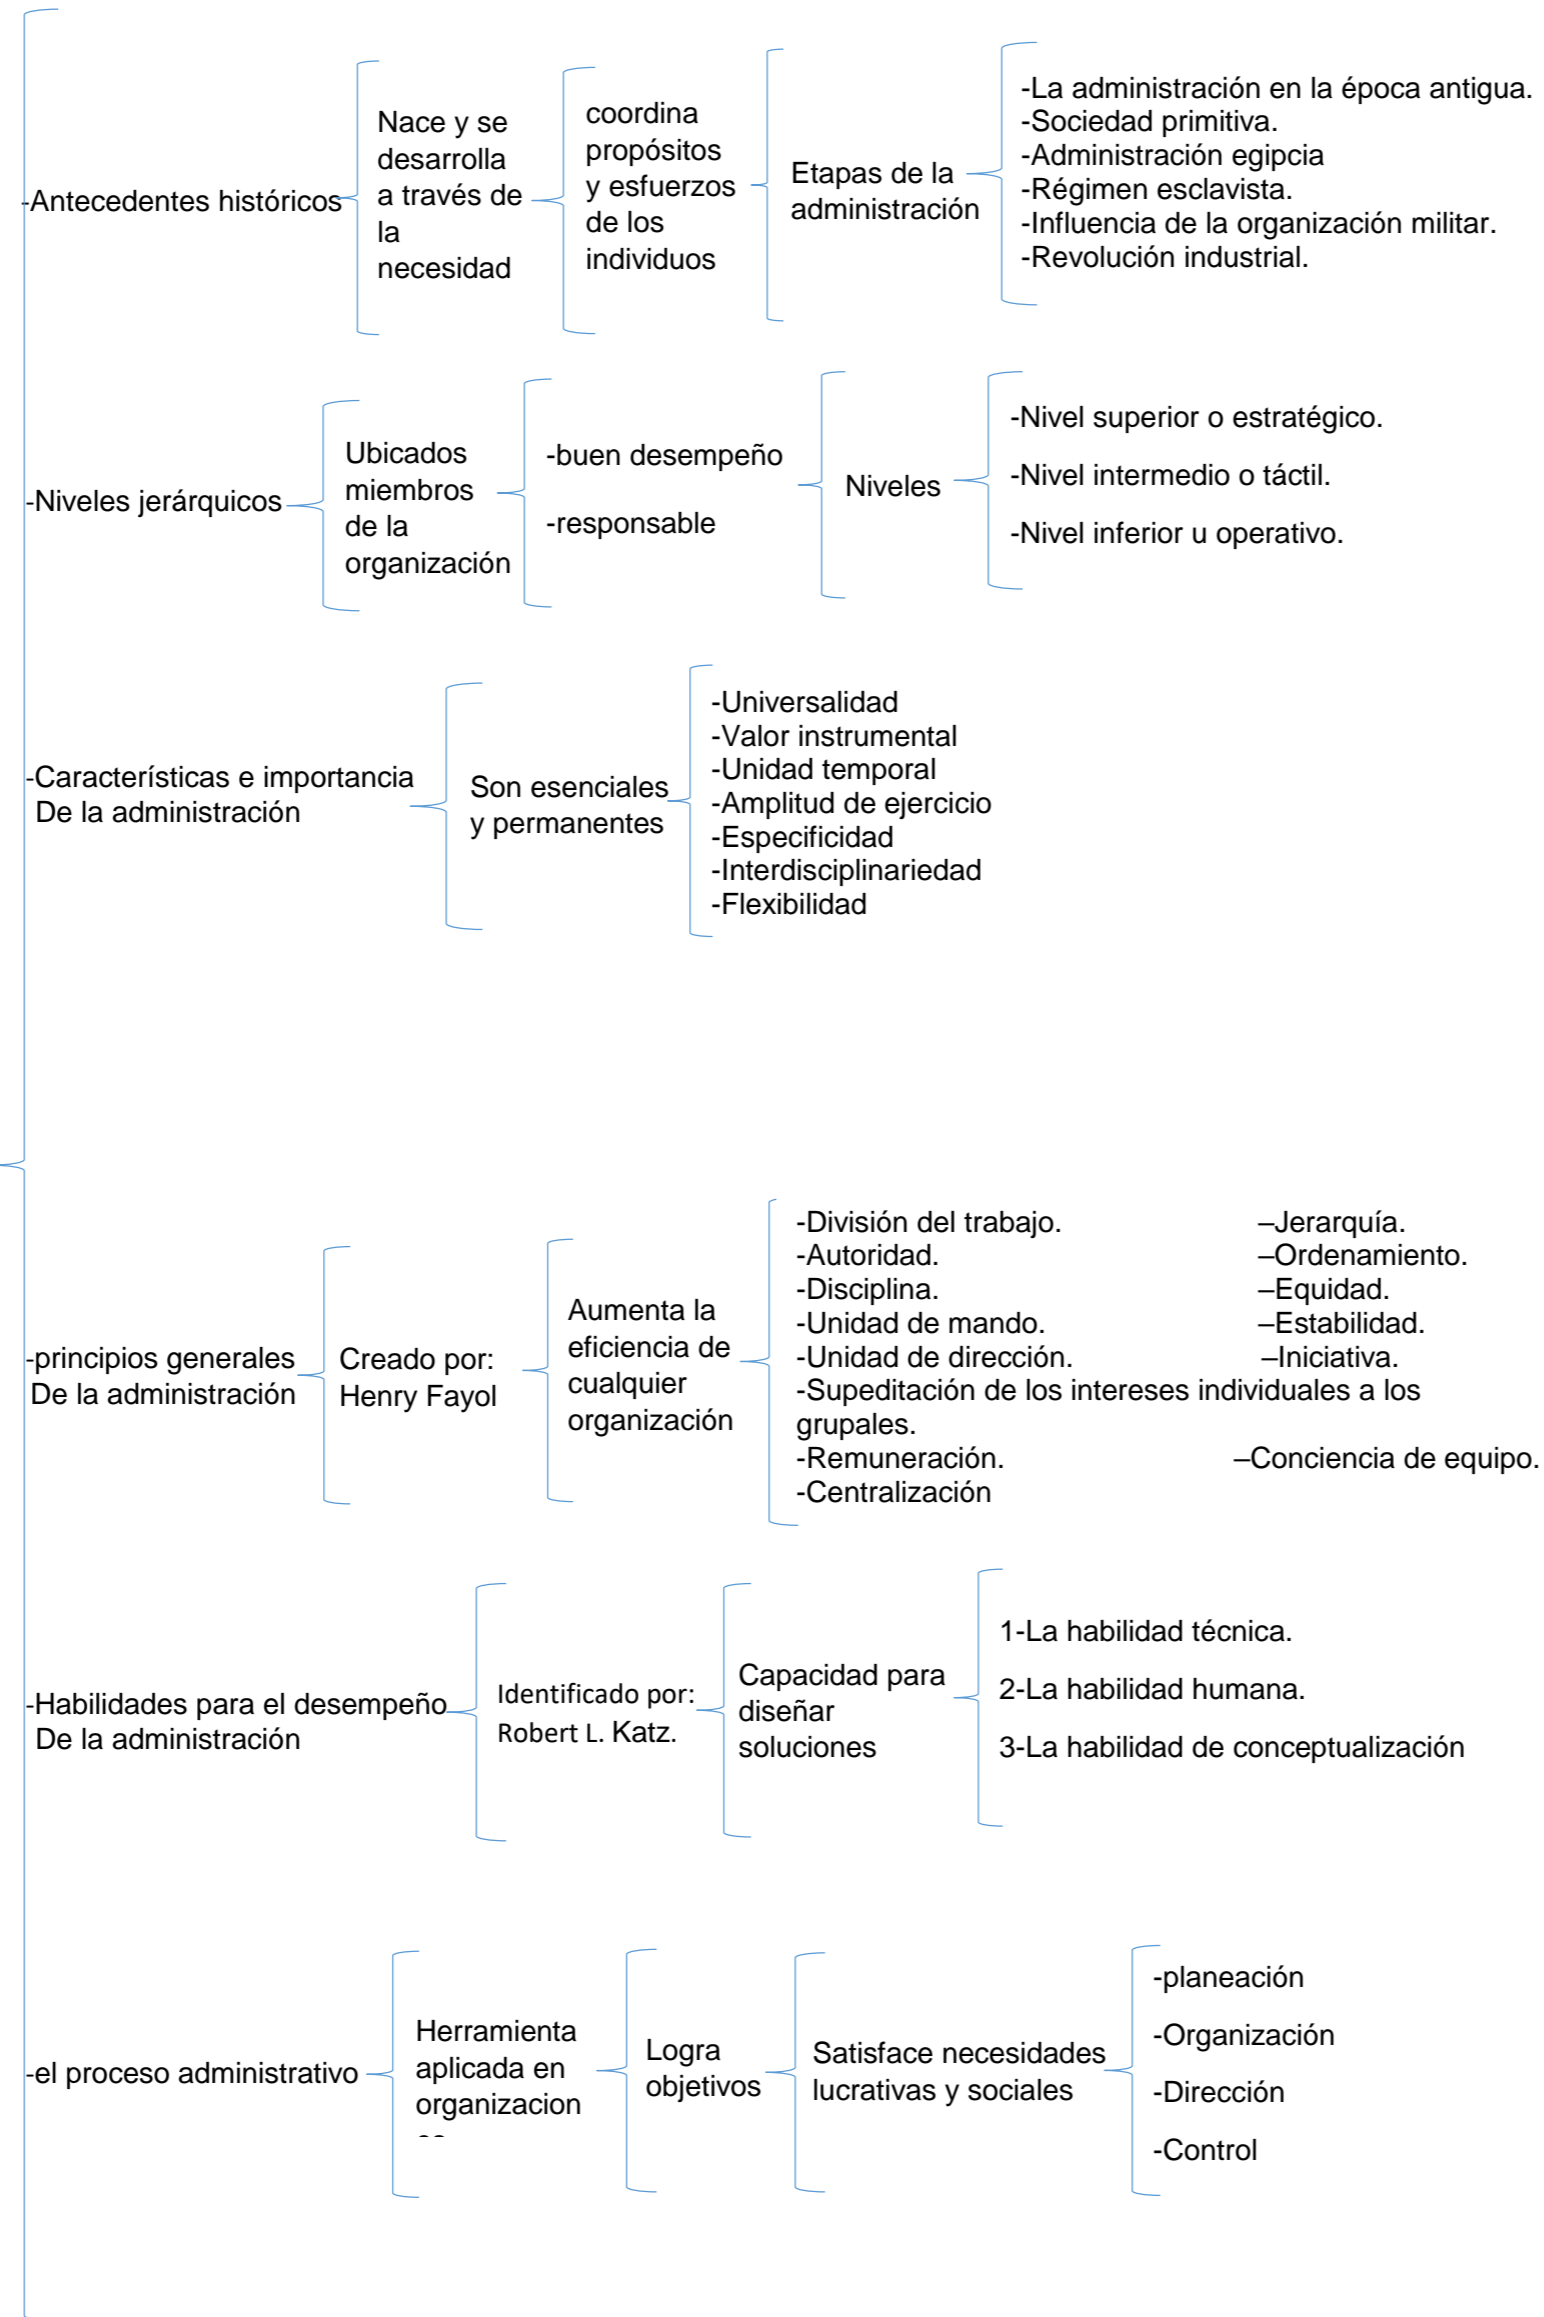 -Antecedentes históricos
Nace y se
desarrolla
a través de
la
necesidad
coordina
propósitos
y esfuerzos
de los
individuos
Etapas de la
administración
-La administración en la época antigua.
-Sociedad primitiva.
-Administración egipcia
-Régimen esclavista.
-Influencia de la organización militar.
-Revolución industrial.
-Niveles jerárquicos
Ubicados
miembros
de la
organización
-buen desempeño
-responsable
Niveles
-Nivel superior o estratégico.
-Nivel intermedio o táctil.
-Nivel inferior u operativo.
-Características e importancia
De la administración
Son esenciales
y permanentes
-Universalidad
-Valor instrumental
-Unidad temporal
-Amplitud de ejercicio
-Especificidad
-Interdisciplinariedad
-Flexibilidad
-principios generales
De la administración
Creado por:
Henry Fayol
Aumenta la
eficiencia de
cualquier
organización
-División del trabajo. –Jerarquía.
-Autoridad. –Ordenamiento.
-Disciplina. –Equidad.
-Unidad de mando. –Estabilidad.
-Unidad de dirección. –Iniciativa.
-Supeditación de los intereses individuales a los
grupales.
-Remuneración. –Conciencia de equipo.
-Centralización
-Habilidades para el desempeño
De la administración
Identificado por:
Robert L. Katz.
Capacidad para
diseñar
soluciones
1-La habilidad técnica.
2-La habilidad humana.
3-La habilidad de conceptualización
-el proceso administrativo
Herramienta
aplicada en
organizacion
Logra
objetivos
Satisface necesidades
lucrativas y sociales
-planeación
-Organización
-Dirección
-Control